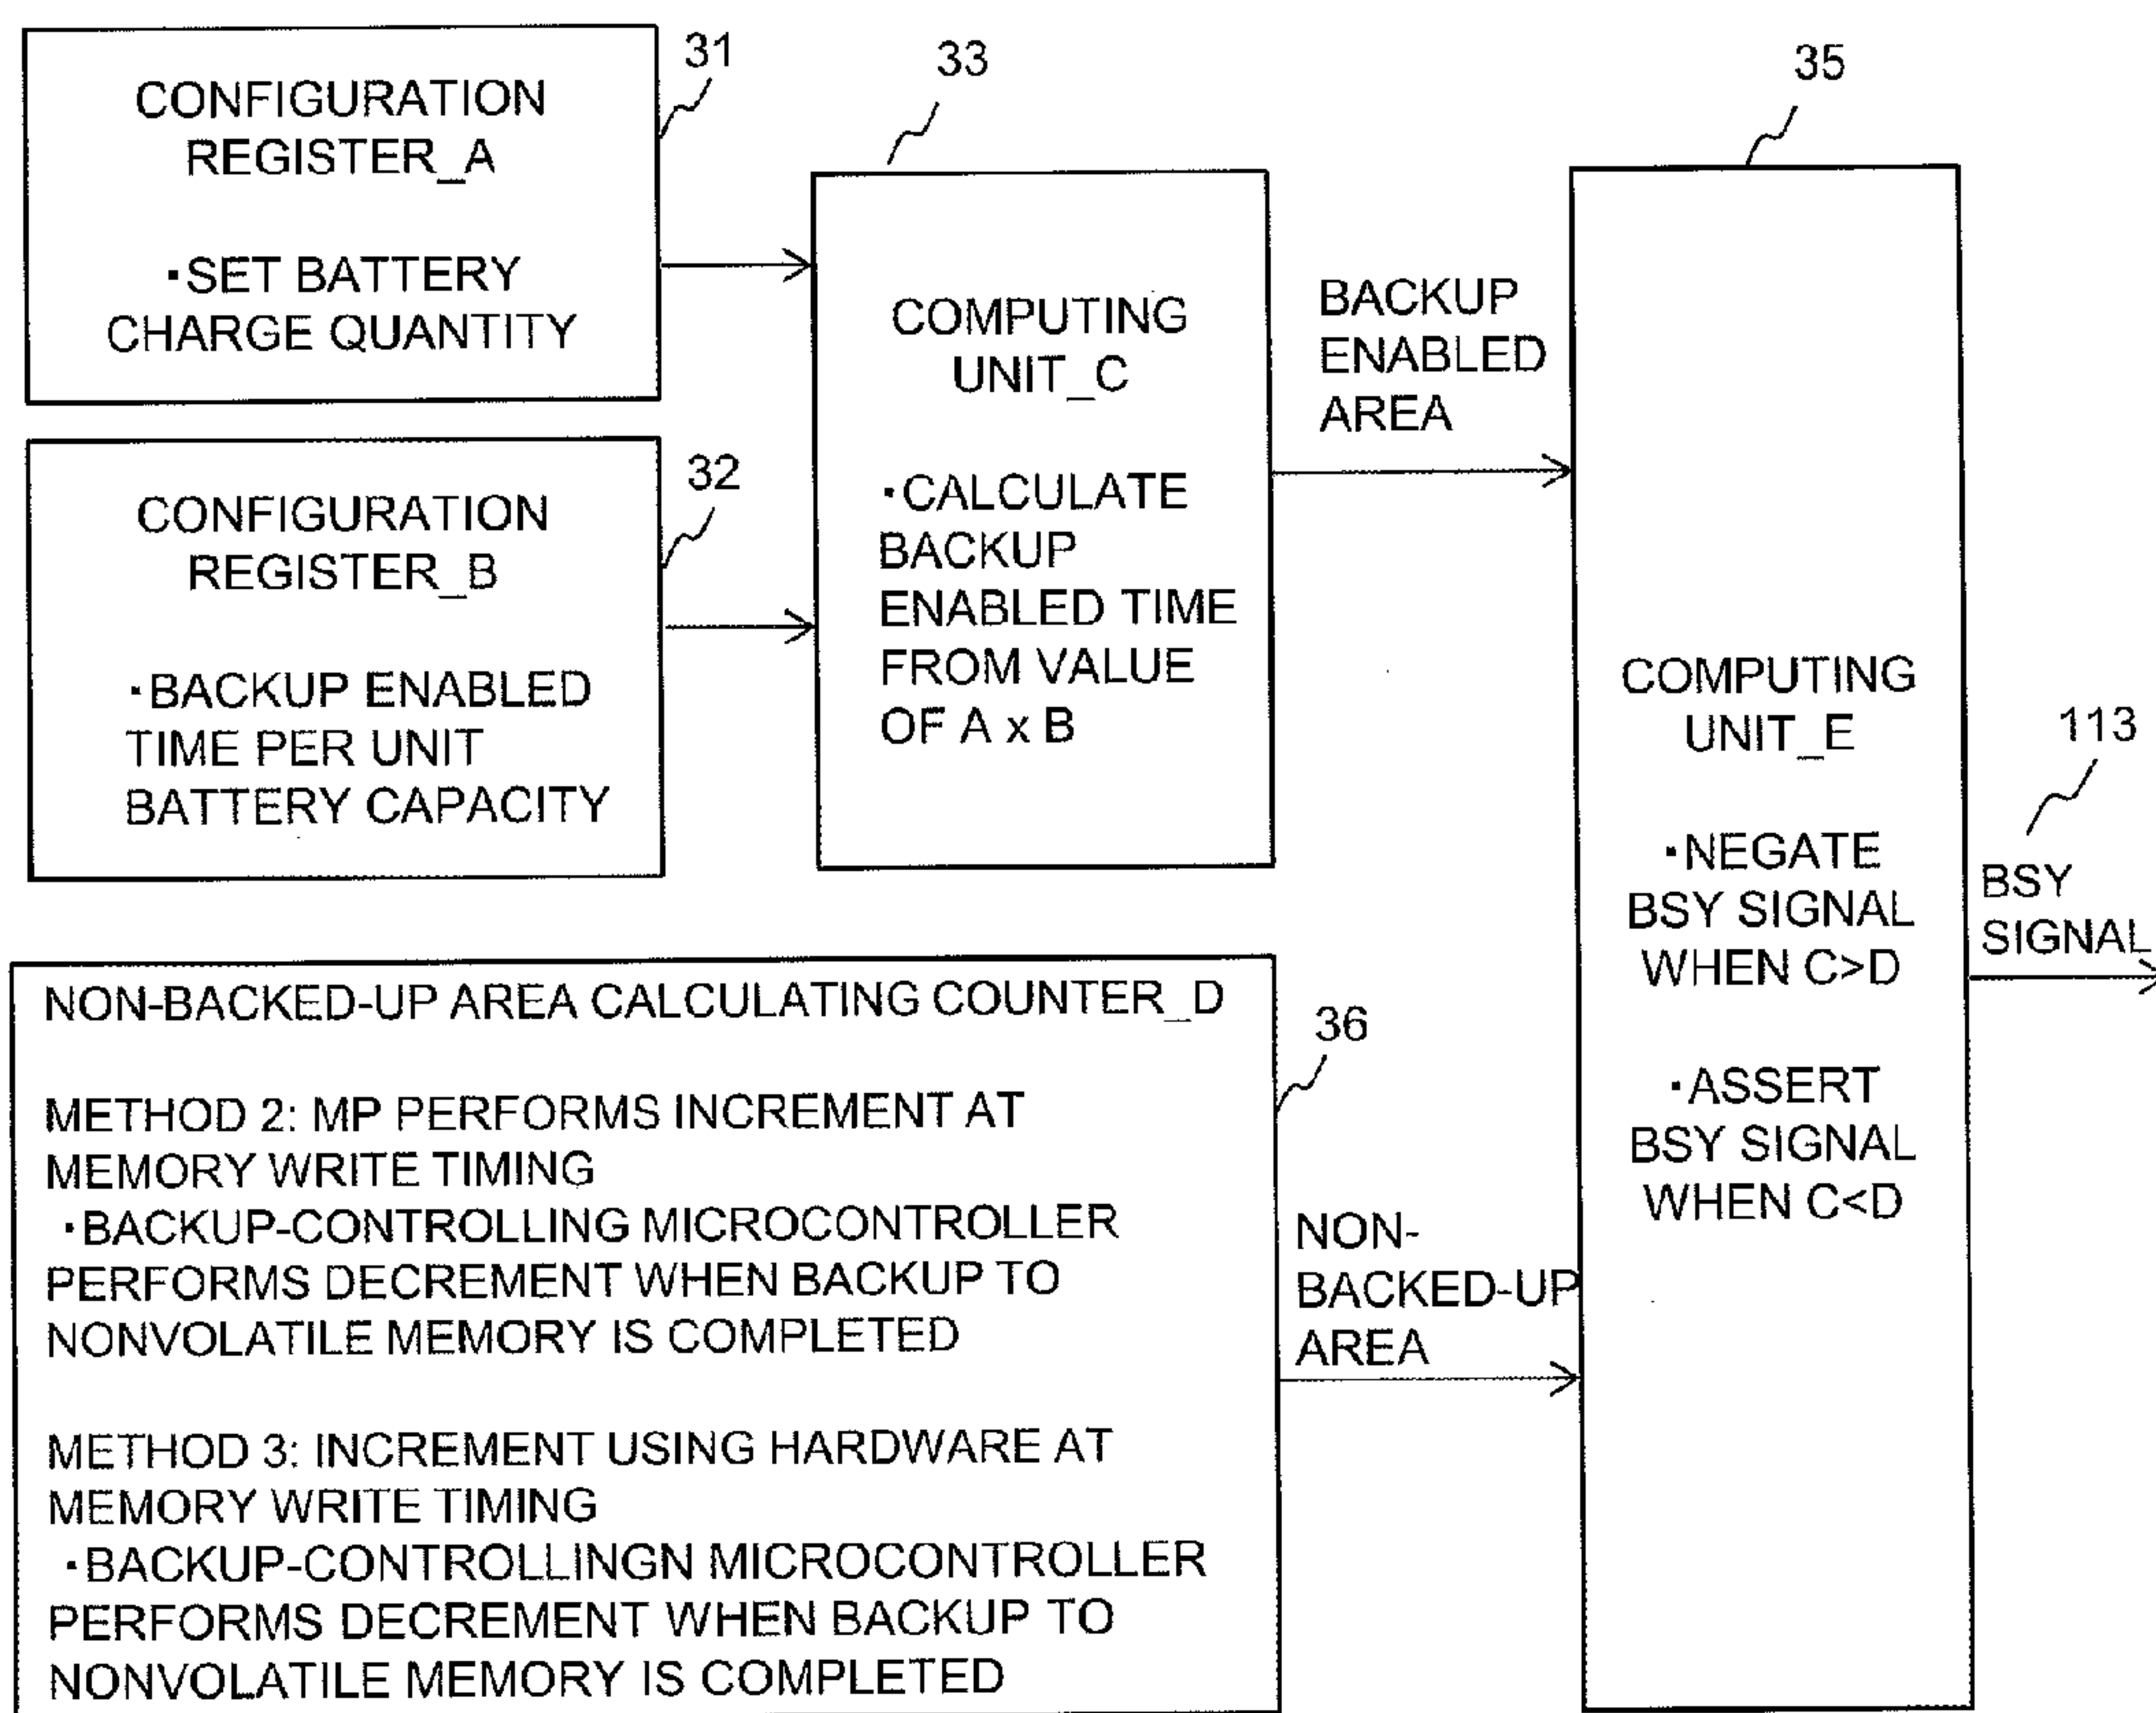 CONFIGURATION
REGISTER_A
・SET BATTERY
CHARGE QUANTITY
31
CONFIGURATION
REGISTER_B
・BACKUP ENABLED
TIME PER UNIT
BATTERY CAPACITY
32
33
COMPUTING
UNIT_C
・CALCULATE
BACKUP
ENABLED TIME
FROM VALUE
OF A x B
BACKUP
ENABLED
AREA
NON-BACKED-UP AREA CALCULATING COUNTER_D
METHOD 2: MP PERFORMS INCREMENT AT
MEMORY WRITE TIMING
・BACKUP-CONTROLLING MICROCONTROLLER
PERFORMS DECREMENT WHEN BACKUP TO
NONVOLATILE MEMORY IS COMPLETED
METHOD 3: INCREMENT USING HARDWARE AT
MEMORY WRITE TIMING
・BACKUP-CONTROLLINGN MICROCONTROLLER
PERFORMS DECREMENT WHEN BACKUP TO
NONVOLATILE MEMORY IS COMPLETED
36
NON-
BACKED-UP
AREA
35
COMPUTING
UNIT_E
・NEGATE
BSY SIGNAL
WHEN C>D
・ASSERT
BSY SIGNAL
WHEN C<D
113
BSY
SIGNAL